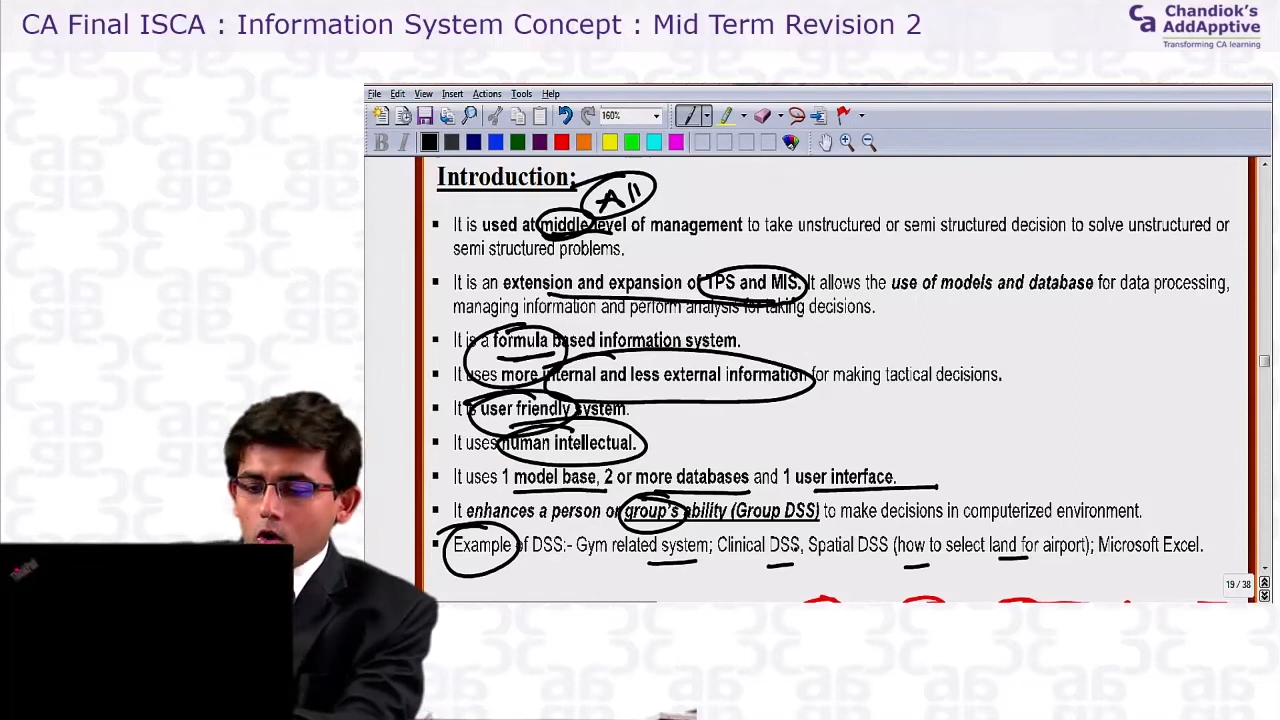 CA Final ISCA : Information System Concept : Mid Term Revision 2
Ca Chandiok's
AddApptive
Transforming CA learning
File Edit View Insert Actions Tools Help
160%
B I
Introduction:
All
▪ It is used at middle level of management to take unstructured or semi structured decision to solve unstructured or
semi structured problems.
▪ It is an extension and expansion of TPS and MIS. It allows the use of models and database for data processing,
managing information and perform analysis for taking decisions.
▪ It is a formula based information system.
▪ It uses more internal and less external information for making tactical decisions.
▪ It is user friendly system.
▪ It uses human intellectual.
▪ It uses 1 model base, 2 or more databases and 1 user interface.
▪ It enhances a person or group's ability (Group DSS) to make decisions in computerized environment.
▪ Example of DSS:- Gym related system; Clinical DSS, Spatial DSS (how to select land for airport); Microsoft Excel.
19 / 38